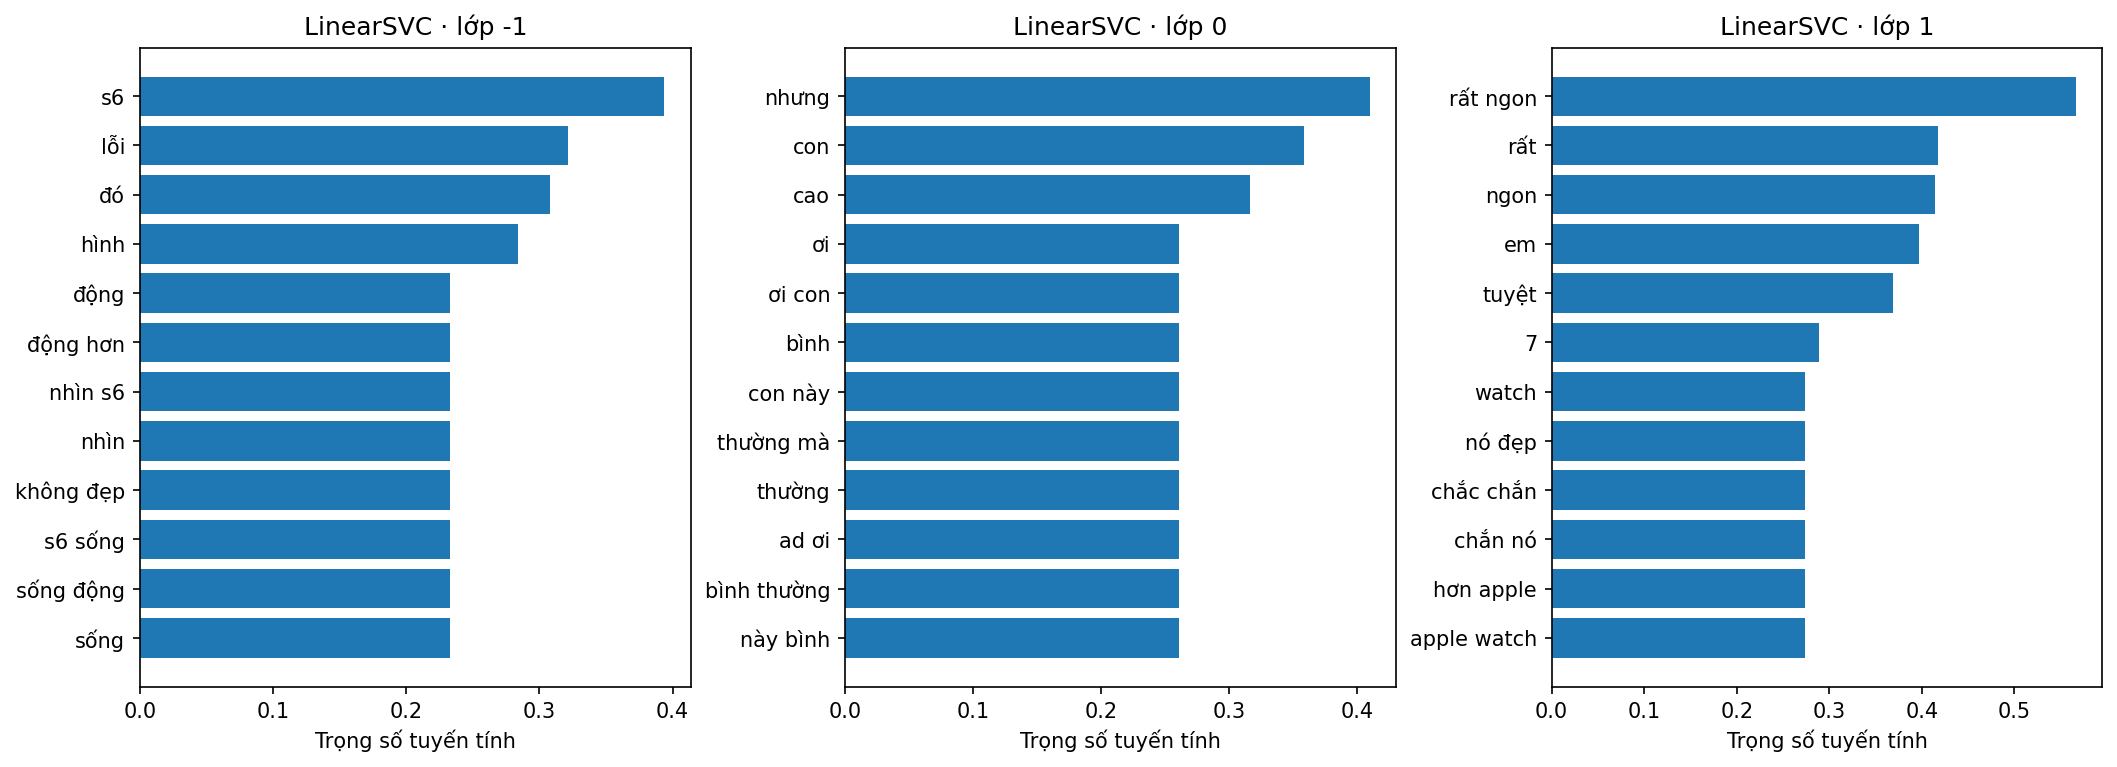 LinearSVC · lớp -1
s6
lỗi
đó
hình
động
động hơn
nhìn s6
nhìn
không đẹp
s6 sống
sống động
sống
0.0 0.1 0.2 0.3 0.4
Trọng số tuyến tính
LinearSVC · lớp 0
nhưng
con
cao
ơi
ơi con
bình
con này
thường mà
thường
ad ơi
bình thường
này bình
0.0 0.1 0.2 0.3 0.4
Trọng số tuyến tính
LinearSVC · lớp 1
rất ngon
rất
ngon
em
tuyệt
7
watch
nó đẹp
chắc chắn
chắn nó
hơn apple
apple watch
0.0 0.1 0.2 0.3 0.4 0.5
Trọng số tuyến tính